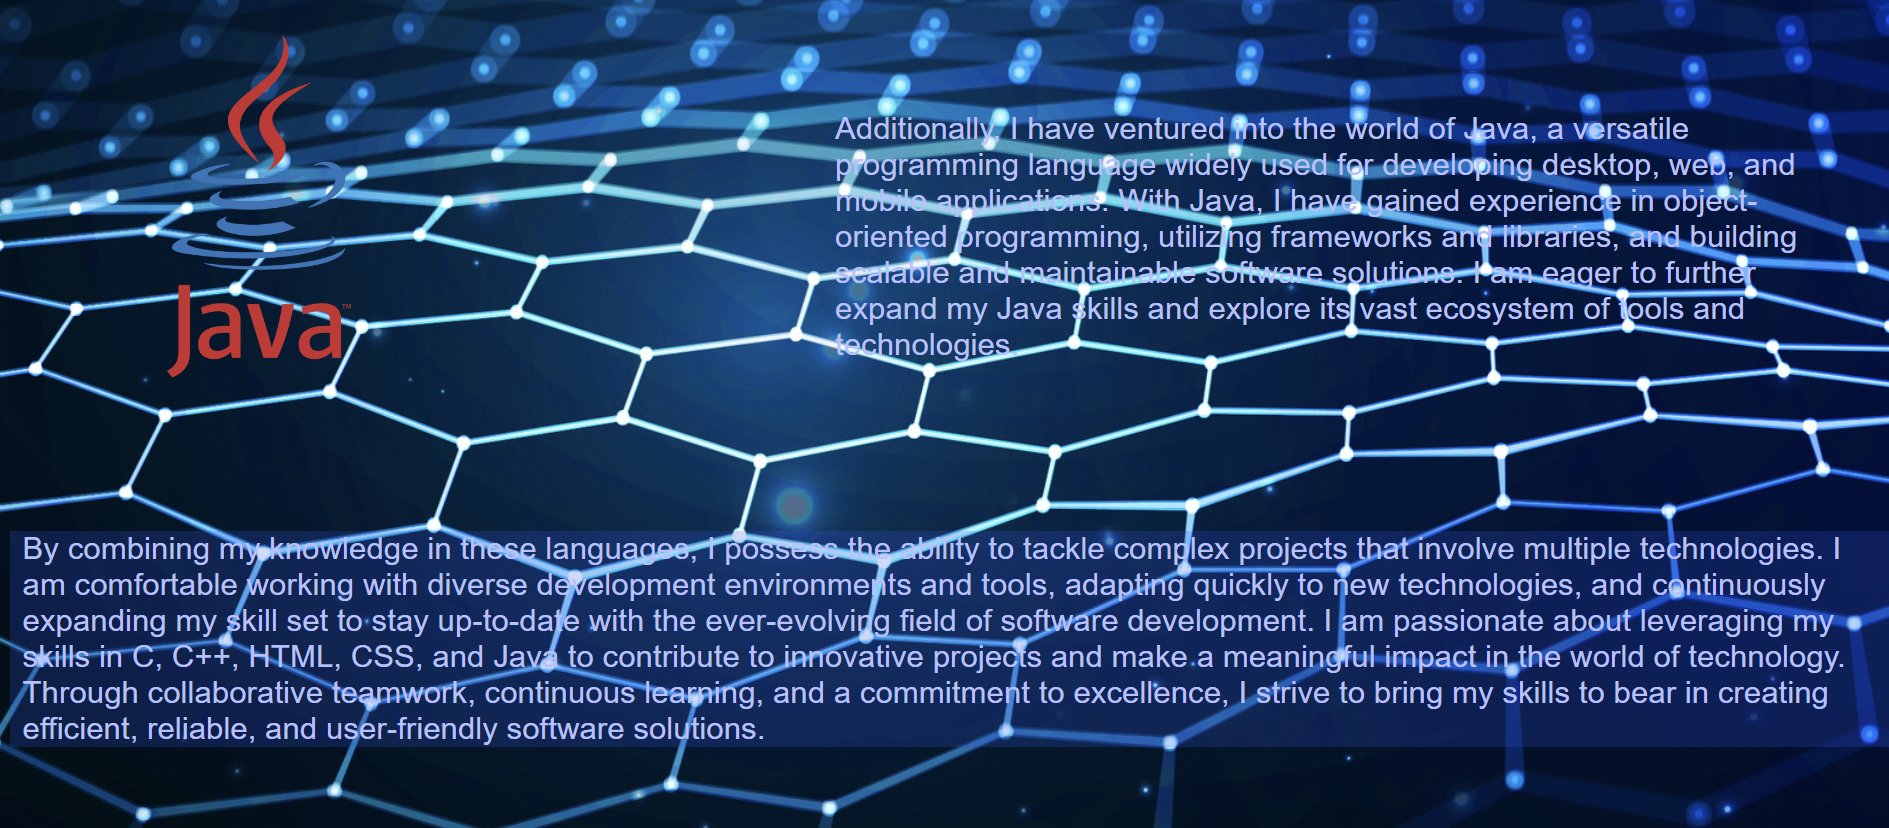 Java™
Additionally, I have ventured into the world of Java, a versatile
programming language widely used for developing desktop, web, and
mobile applications. With Java, I have gained experience in object-
oriented programming, utilizing frameworks and libraries, and building
scalable and maintainable software solutions. I am eager to further
expand my Java skills and explore its vast ecosystem of tools and
technologies.
By combining my knowledge in these languages, I possess the ability to tackle complex projects that involve multiple technologies. I
am comfortable working with diverse development environments and tools, adapting quickly to new technologies, and continuously
expanding my skill set to stay up-to-date with the ever-evolving field of software development. I am passionate about leveraging my
skills in C, C++, HTML, CSS, and Java to contribute to innovative projects and make a meaningful impact in the world of technology.
Through collaborative teamwork, continuous learning, and a commitment to excellence, I strive to bring my skills to bear in creating
efficient, reliable, and user-friendly software solutions.